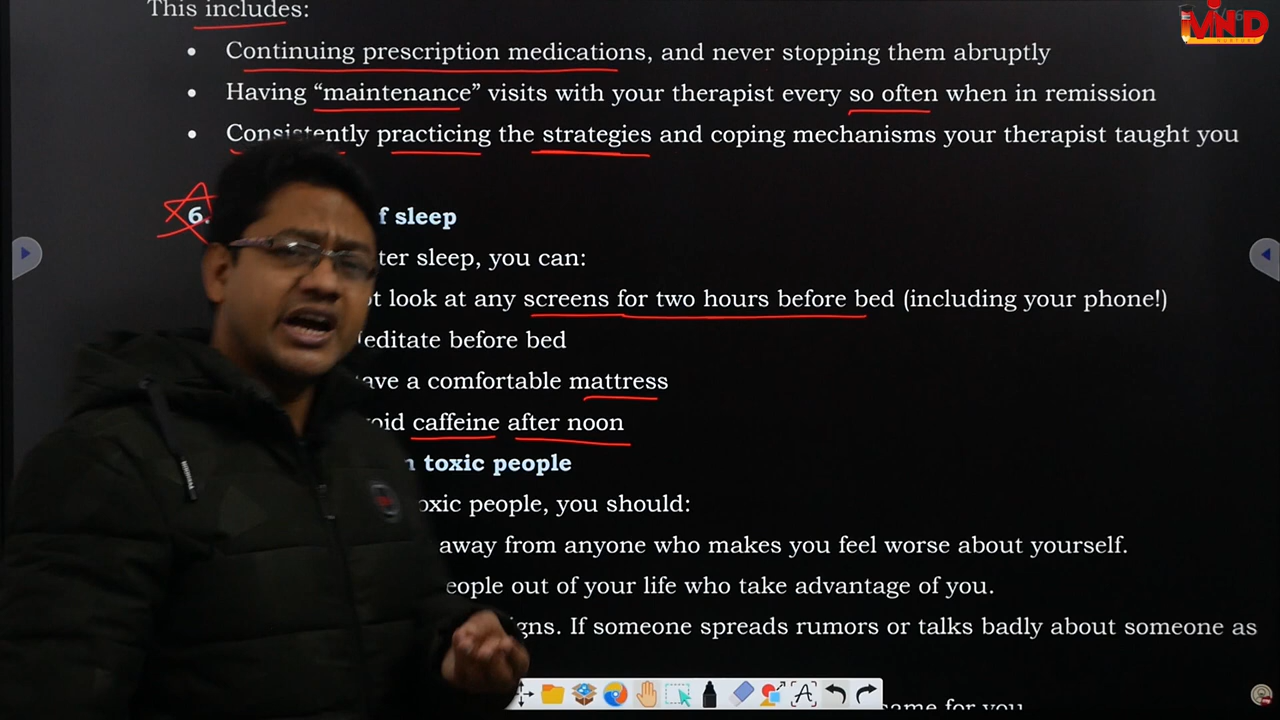 This includes:
• Continuing prescription medications, and never stopping them abruptly
• Having “maintenance” visits with your therapist every so often when in remission
• Consistently practicing the strategies and coping mechanisms your therapist taught you
6. f sleep
ter sleep, you can:
ot look at any screens for two hours before bed (including your phone!)
editate before bed
ave a comfortable mattress
oid caffeine after noon
n toxic people
oxic people, you should:
away from anyone who makes you feel worse about yourself.
eople out of your life who take advantage of you.
igns. If someone spreads rumors or talks badly about someone as
same for you
MIND